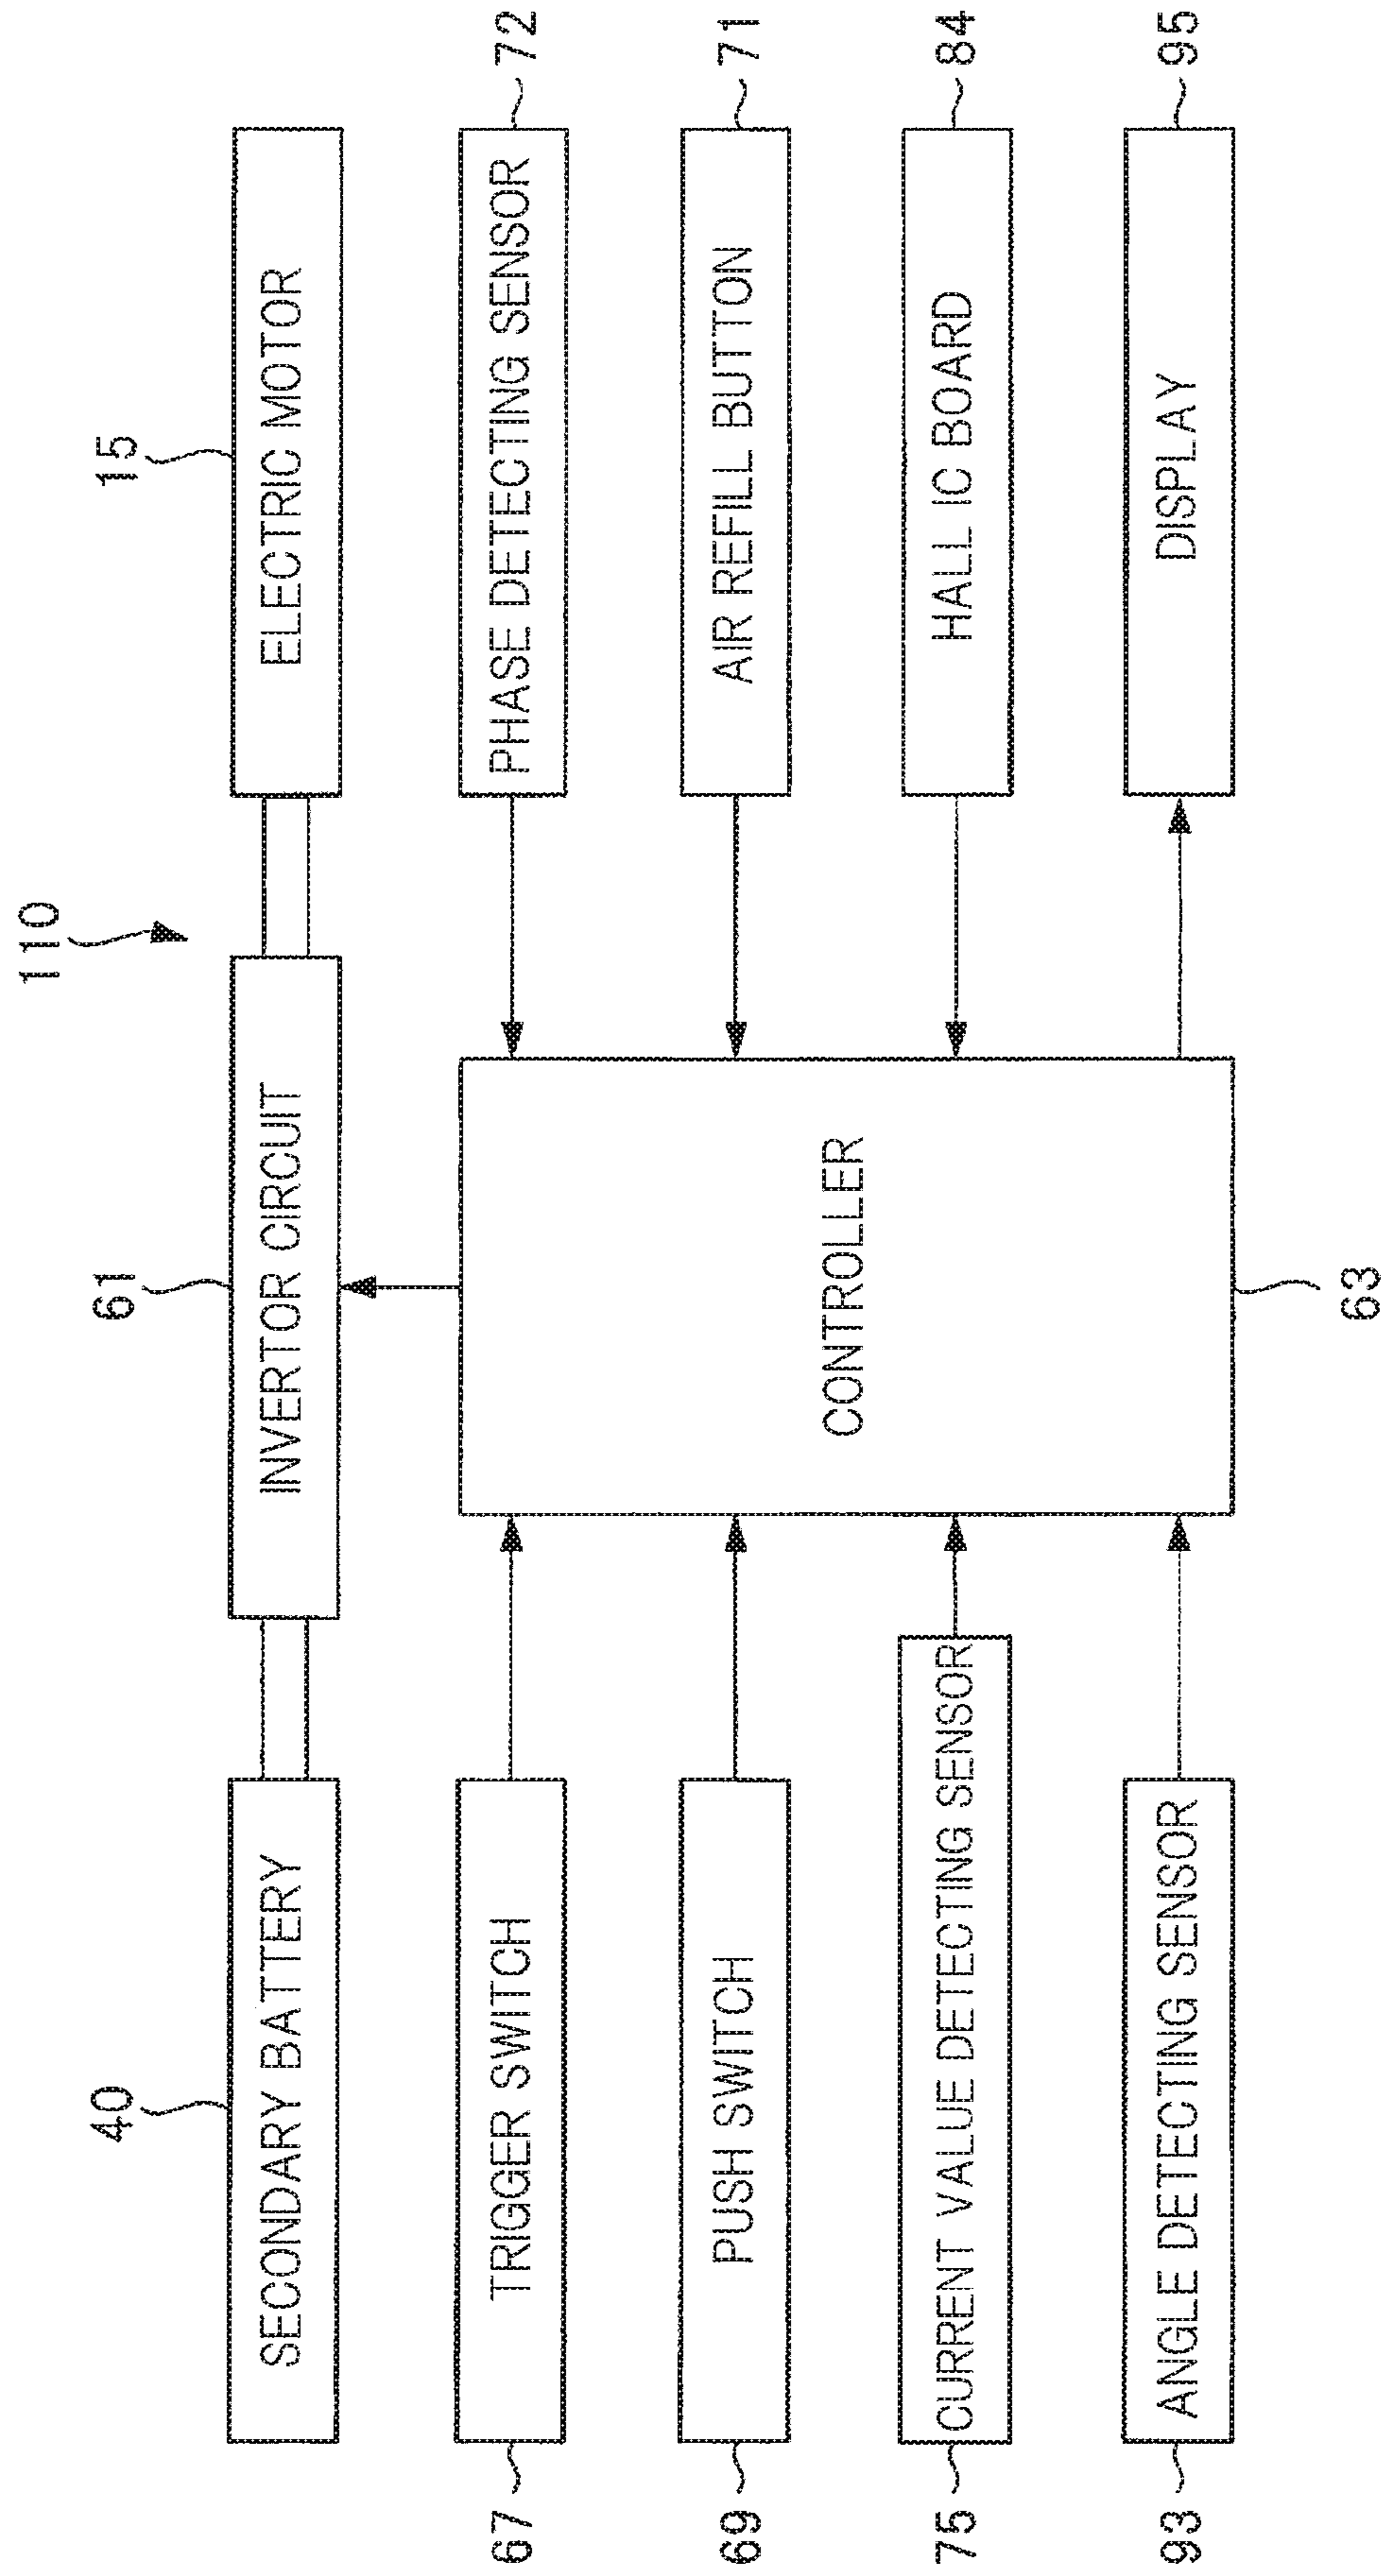 110
40
61
15
SECONDARY BATTERY
INVERTOR CIRCUIT
ELECTRIC MOTOR
67
TRIGGER SWITCH
PHASE DETECTING SENSOR
72
69
PUSH SWITCH
CONTROLLER
AIR REFILL BUTTON
71
75
CURRENT VALUE DETECTING SENSOR
HALL IC BOARD
84
93
ANGLE DETECTING SENSOR
DISPLAY
95
63